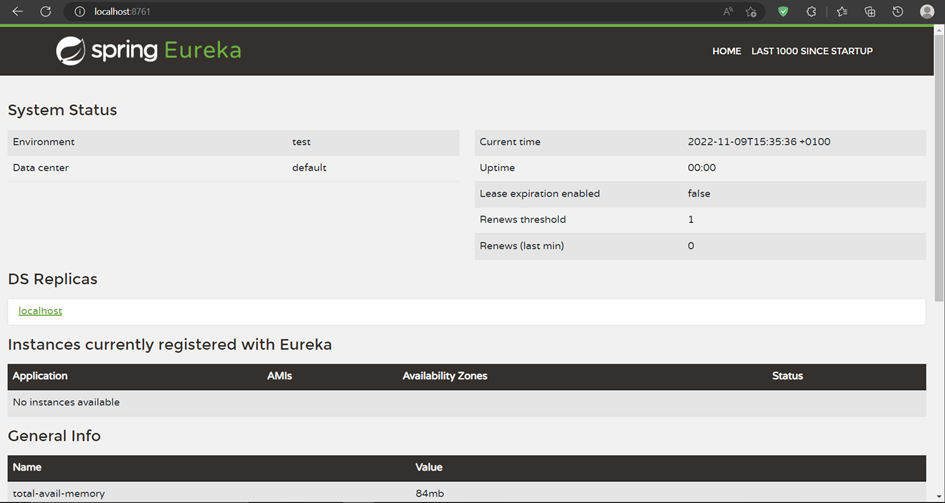 localhost:8761
spring Eureka
HOME LAST 1000 SINCE STARTUP
System Status
Environment test
Data center default
Current time 2022-11-09T15:35:36 +0100
Uptime 00:00
Lease expiration enabled false
Renews threshold 1
Renews (last min) 0
DS Replicas
localhost
Instances currently registered with Eureka
Application AMIs Availability Zones Status
No instances available
General Info
Name Value
total-avail-memory 84mb